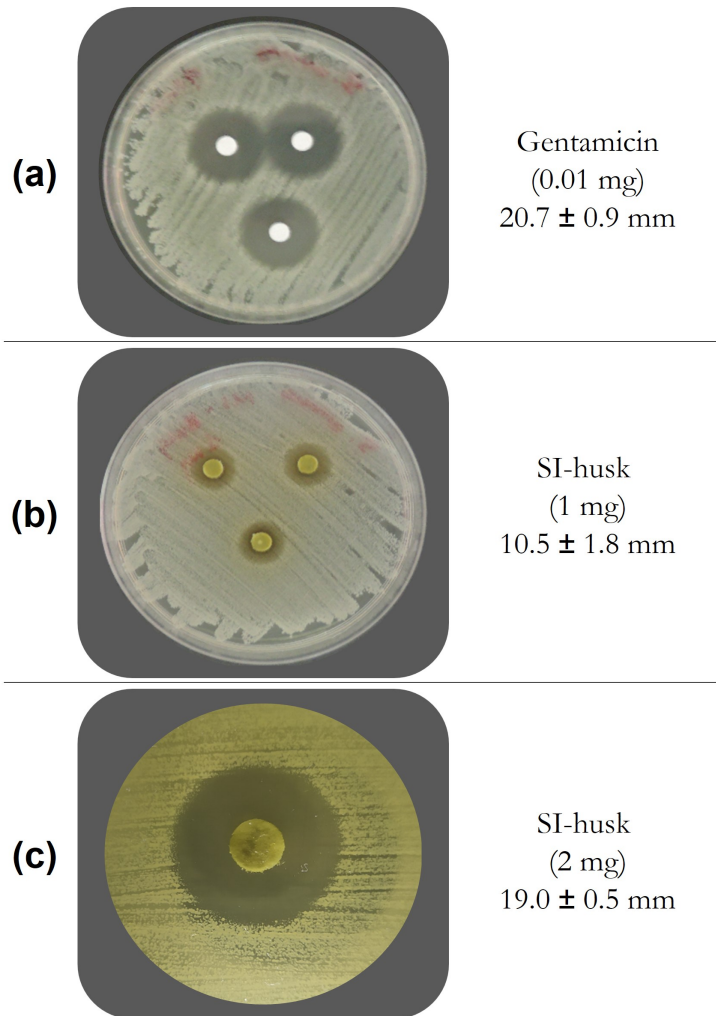 (a)
Gentamicin
(0.01 mg)
20.7 ± 0.9 mm
(b)
SI-husk
(1 mg)
10.5 ± 1.8 mm
(c)
SI-husk
(2 mg)
19.0 ± 0.5 mm